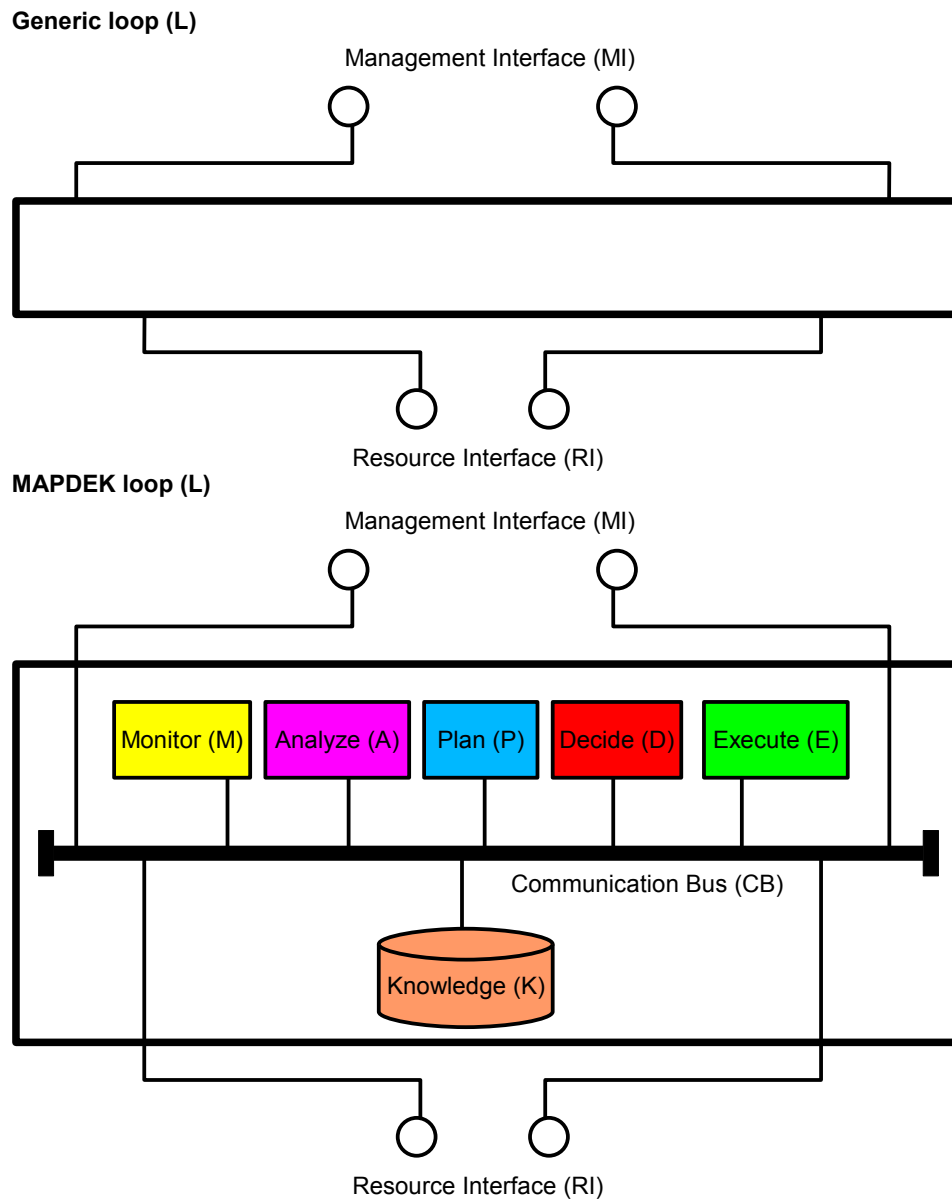 Generic loop (L)
Management Interface (MI)
Resource Interface (RI)
MAPDEK loop (L)
Management Interface (MI)
Monitor (M)
Analyze (A)
Plan (P)
Decide (D)
Execute (E)
Communication Bus (CB)
Knowledge (K)
Resource Interface (RI)